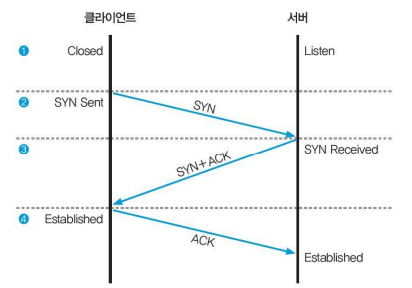 클라이언트 서버
1 Closed Listen
2 SYN Sent SYN
3 SYN+ACK SYN Received
4 Established ACK
Established